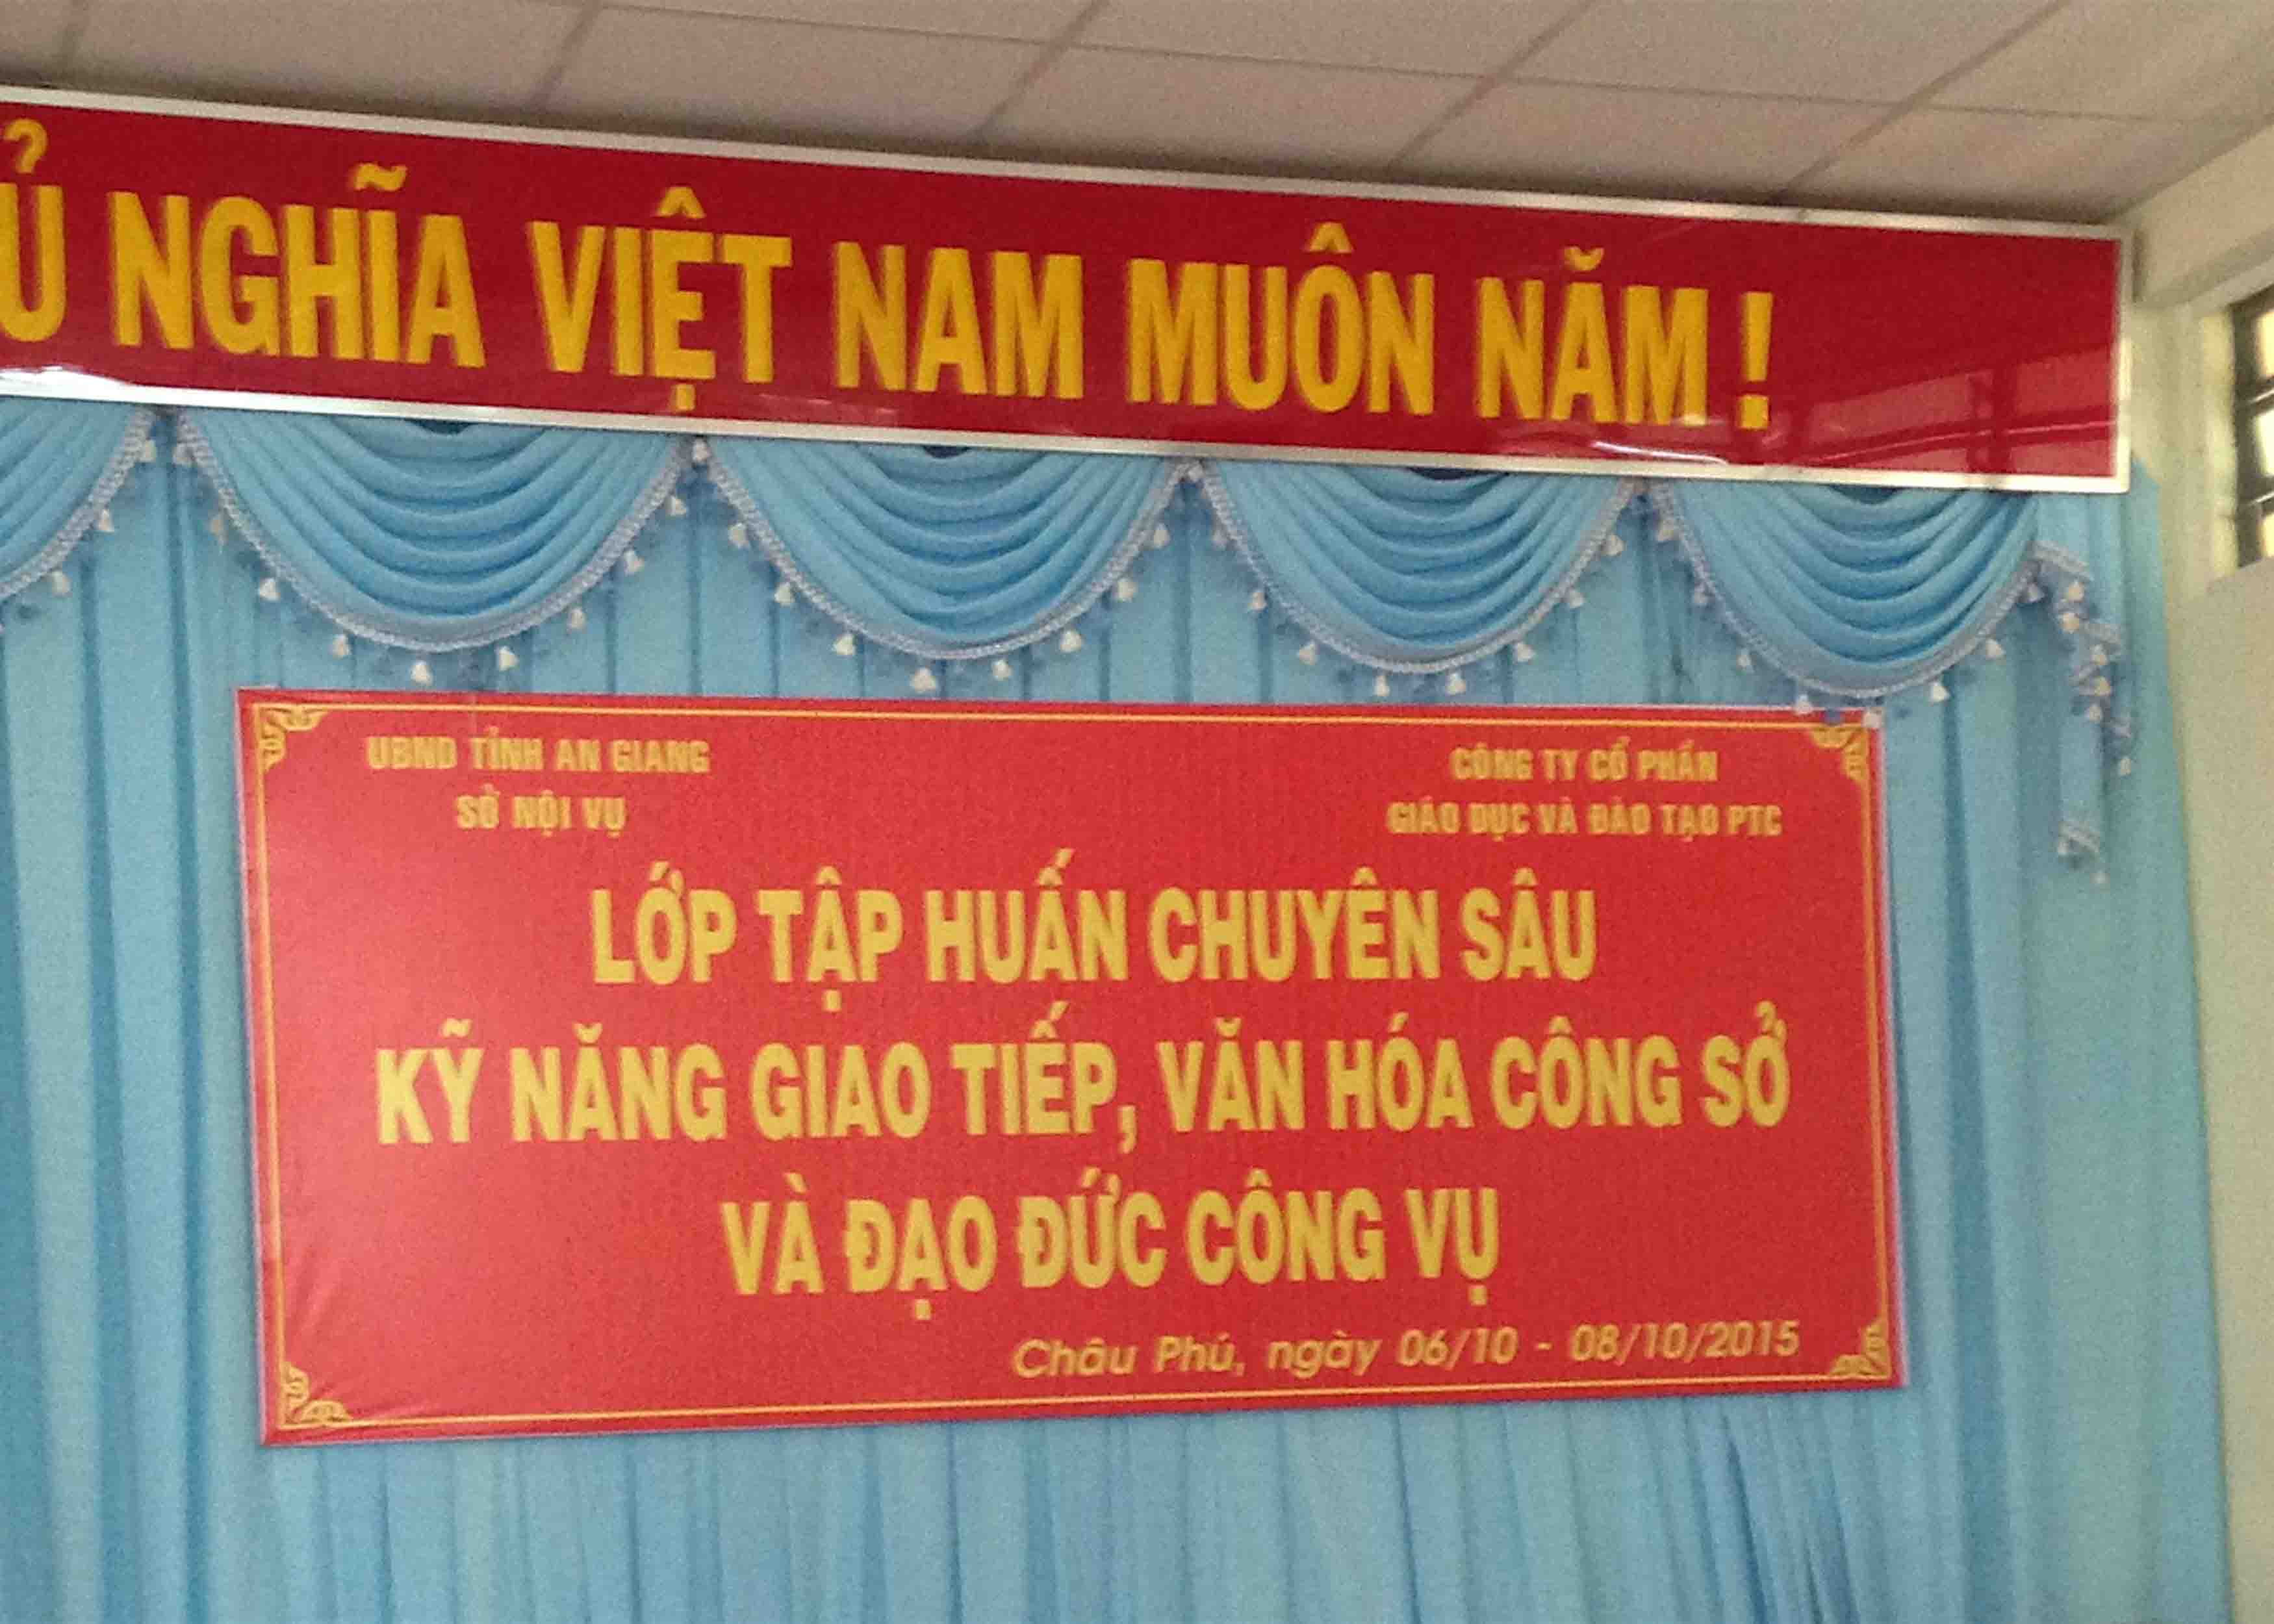 Ủ NGHĨA VIỆT NAM MUÔN NĂM !
UBND TỈNH AN GIANG
SỞ NỘI VỤ
CÔNG TY CỔ PHẦN
GIÁO DỤC VÀ ĐÀO TẠO PTC
LỚP TẬP HUẤN CHUYÊN SÂU
KỸ NĂNG GIAO TIẾP, VĂN HÓA CÔNG SỞ
VÀ ĐẠO ĐỨC CÔNG VỤ
Châu Phú, ngày 06/10 - 08/10/2015